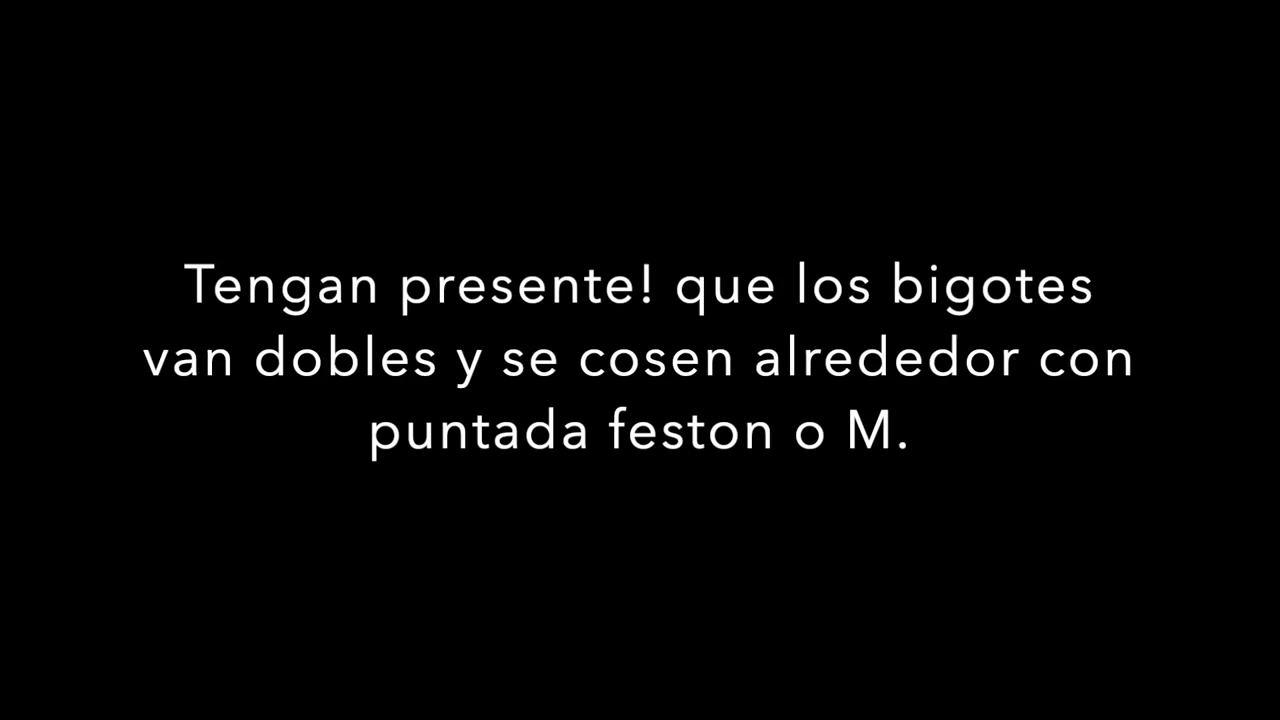 Tengan presente! que los bigotes
van dobles y se cosen alrededor con
puntada feston o M.